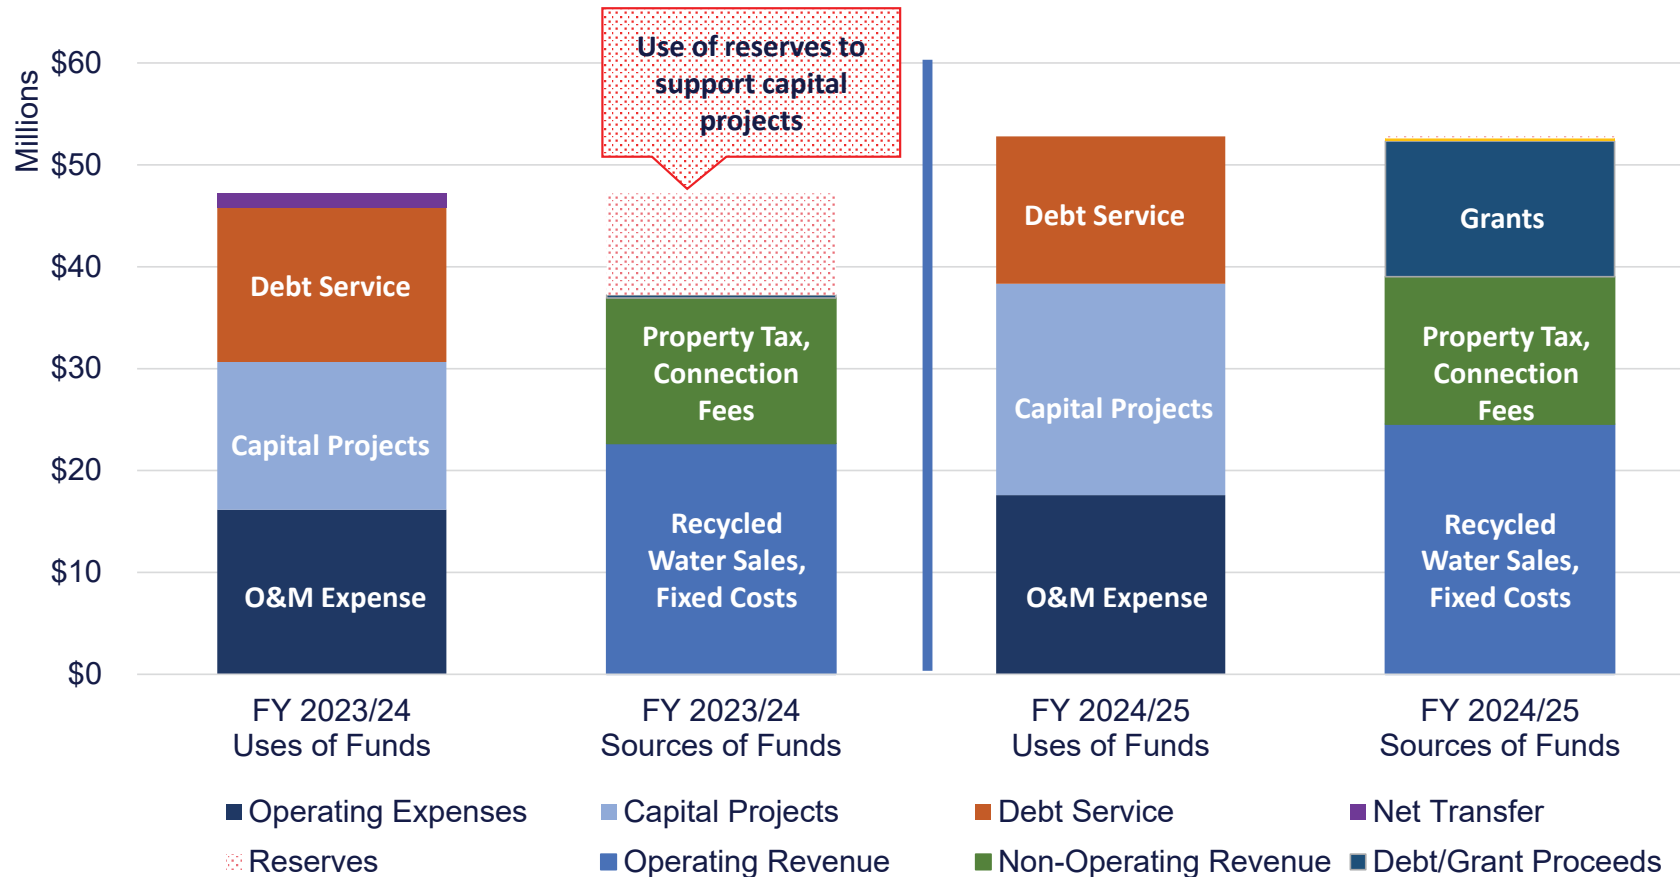 Use of reserves to
support capital
projects
Millions
$60
$50
$40
$30
$20
$10
$0
Debt Service
Capital Projects
O&M Expense
Property Tax,
Connection
Fees
Recycled
Water Sales,
Fixed Costs
Debt Service
Capital Projects
O&M Expense
Grants
Property Tax,
Connection
Fees
Recycled
Water Sales,
Fixed Costs
FY 2023/24
Uses of Funds
FY 2023/24
Sources of Funds
FY 2024/25
Uses of Funds
FY 2024/25
Sources of Funds
Operating Expenses
Capital Projects
Debt Service
Net Transfer
Reserves
Operating Revenue
Non-Operating Revenue
Debt/Grant Proceeds